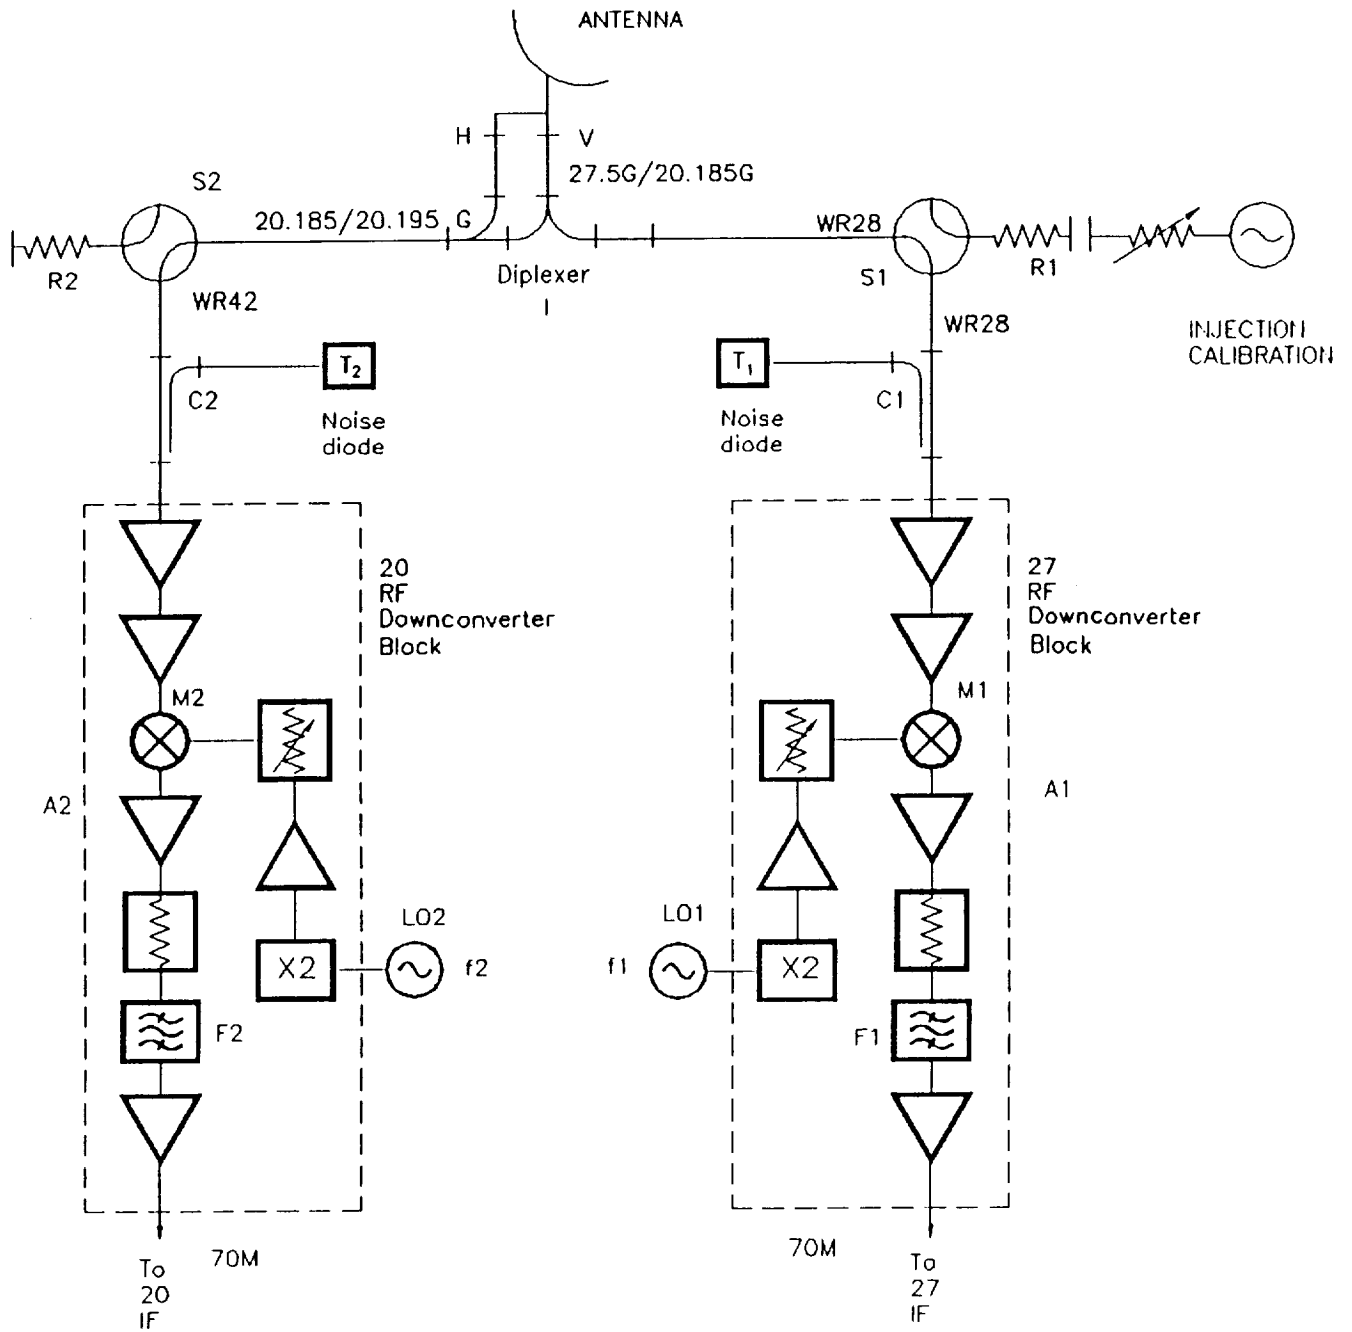 ANTENNA
H
V
27.5G/20.185G
S2
20.185/20.195 G
WR28
R2
WR42
Diplexer
1
S1
R1
WR28
INJECTION
CALIBRATION
T2
C2
Noise
diode
T1
C1
Noise
diode
20
RF
Downconverter
Block
27
RF
Downconverter
Block
M2
M1
A2
A1
LO2
X2
f2
LO1
f1
X2
F2
F1
70M
To
20
IF
70M
To
27
IF